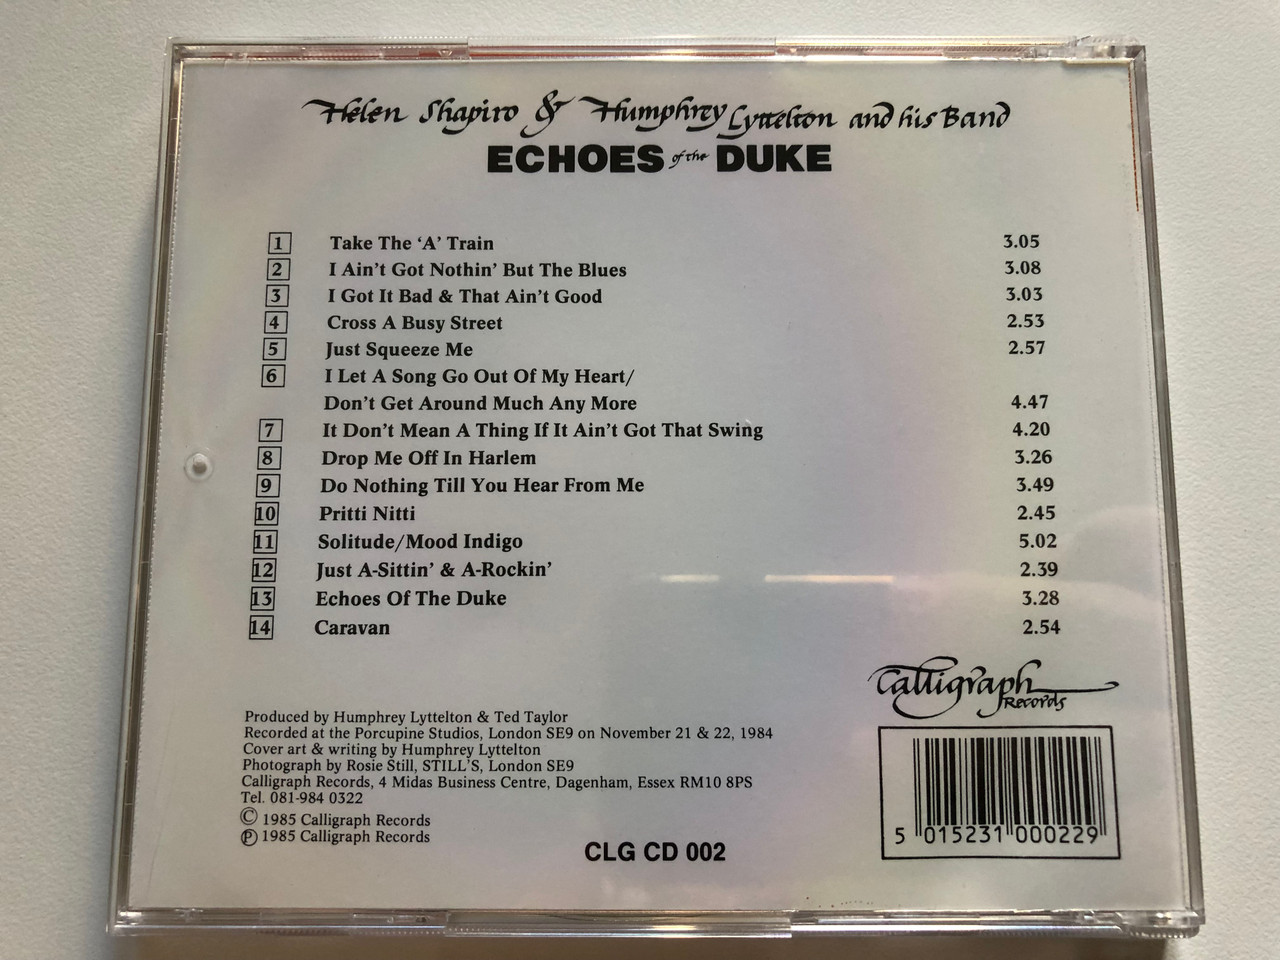 Helen Shapiro & Humphrey Lyttelton and his Band
ECHOES of the DUKE
1 Take The ‘A’ Train 3.05
2 I Ain’t Got Nothin’ But The Blues 3.08
3 I Got It Bad & That Ain’t Good 3.03
4 Cross A Busy Street 2.53
5 Just Squeeze Me 2.57
6 I Let A Song Go Out Of My Heart/
Don’t Get Around Much Any More 4.47
7 It Don’t Mean A Thing If It Ain’t Got That Swing 4.20
8 Drop Me Off In Harlem 3.26
9 Do Nothing Till You Hear From Me 3.49
10 Pritti Nitti 2.45
11 Solitude/Mood Indigo 5.02
12 Just A-Sittin’ & A-Rockin’ 2.39
13 Echoes Of The Duke 3.28
14 Caravan 2.54
Calligraph
Records
Produced by Humphrey Lyttelton & Ted Taylor
Recorded at the Porcupine Studios, London SE9 on November 21 & 22, 1984
Cover art & writing by Humphrey Lyttelton
Photograph by Rosie Still, STILL’S, London SE9
Calligraph Records, 4 Midas Business Centre, Dagenham, Essex RM10 8PS
Tel. 081-984 0322
© 1985 Calligraph Records
℗ 1985 Calligraph Records
CLG CD 002
5 015231 000229